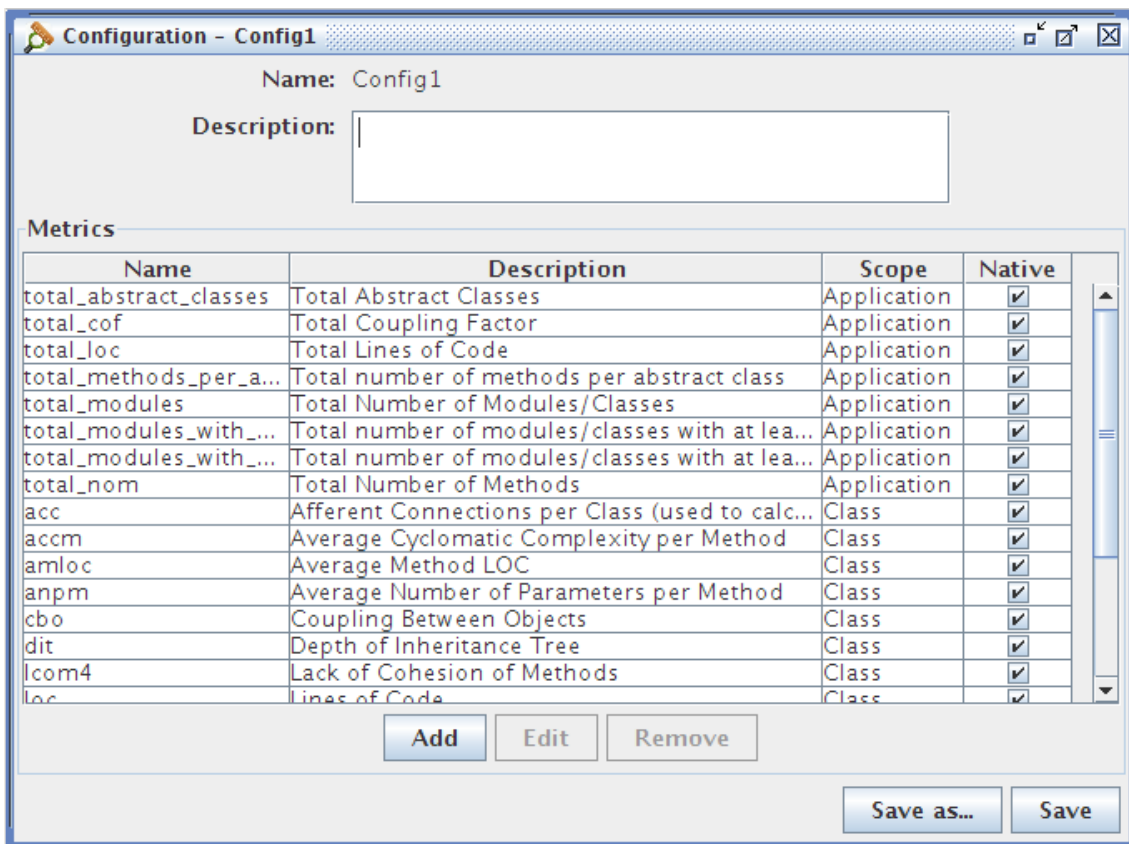 Configuration - Config1
Name: Config1
Description:
Metrics
Name Description Scope Native
total_abstract_classes Total Abstract Classes Application
total_cof Total Coupling Factor Application
total_loc Total Lines of Code Application
total_methods_per_a... Total number of methods per abstract class Application
total_modules Total Number of Modules/Classes Application
total_modules_with_... Total number of modules/classes with at lea... Application
total_modules_with_... Total number of modules/classes with at lea... Application
total_nom Total Number of Methods Application
acc Afferent Connections per Class (used to calc... Class
accm Average Cyclomatic Complexity per Method Class
amloc Average Method LOC Class
anpm Average Number of Parameters per Method Class
cbo Coupling Between Objects Class
dit Depth of Inheritance Tree Class
lcom4 Lack of Cohesion of Methods Class
loc Lines of Code Class
Add Edit Remove
Save as... Save